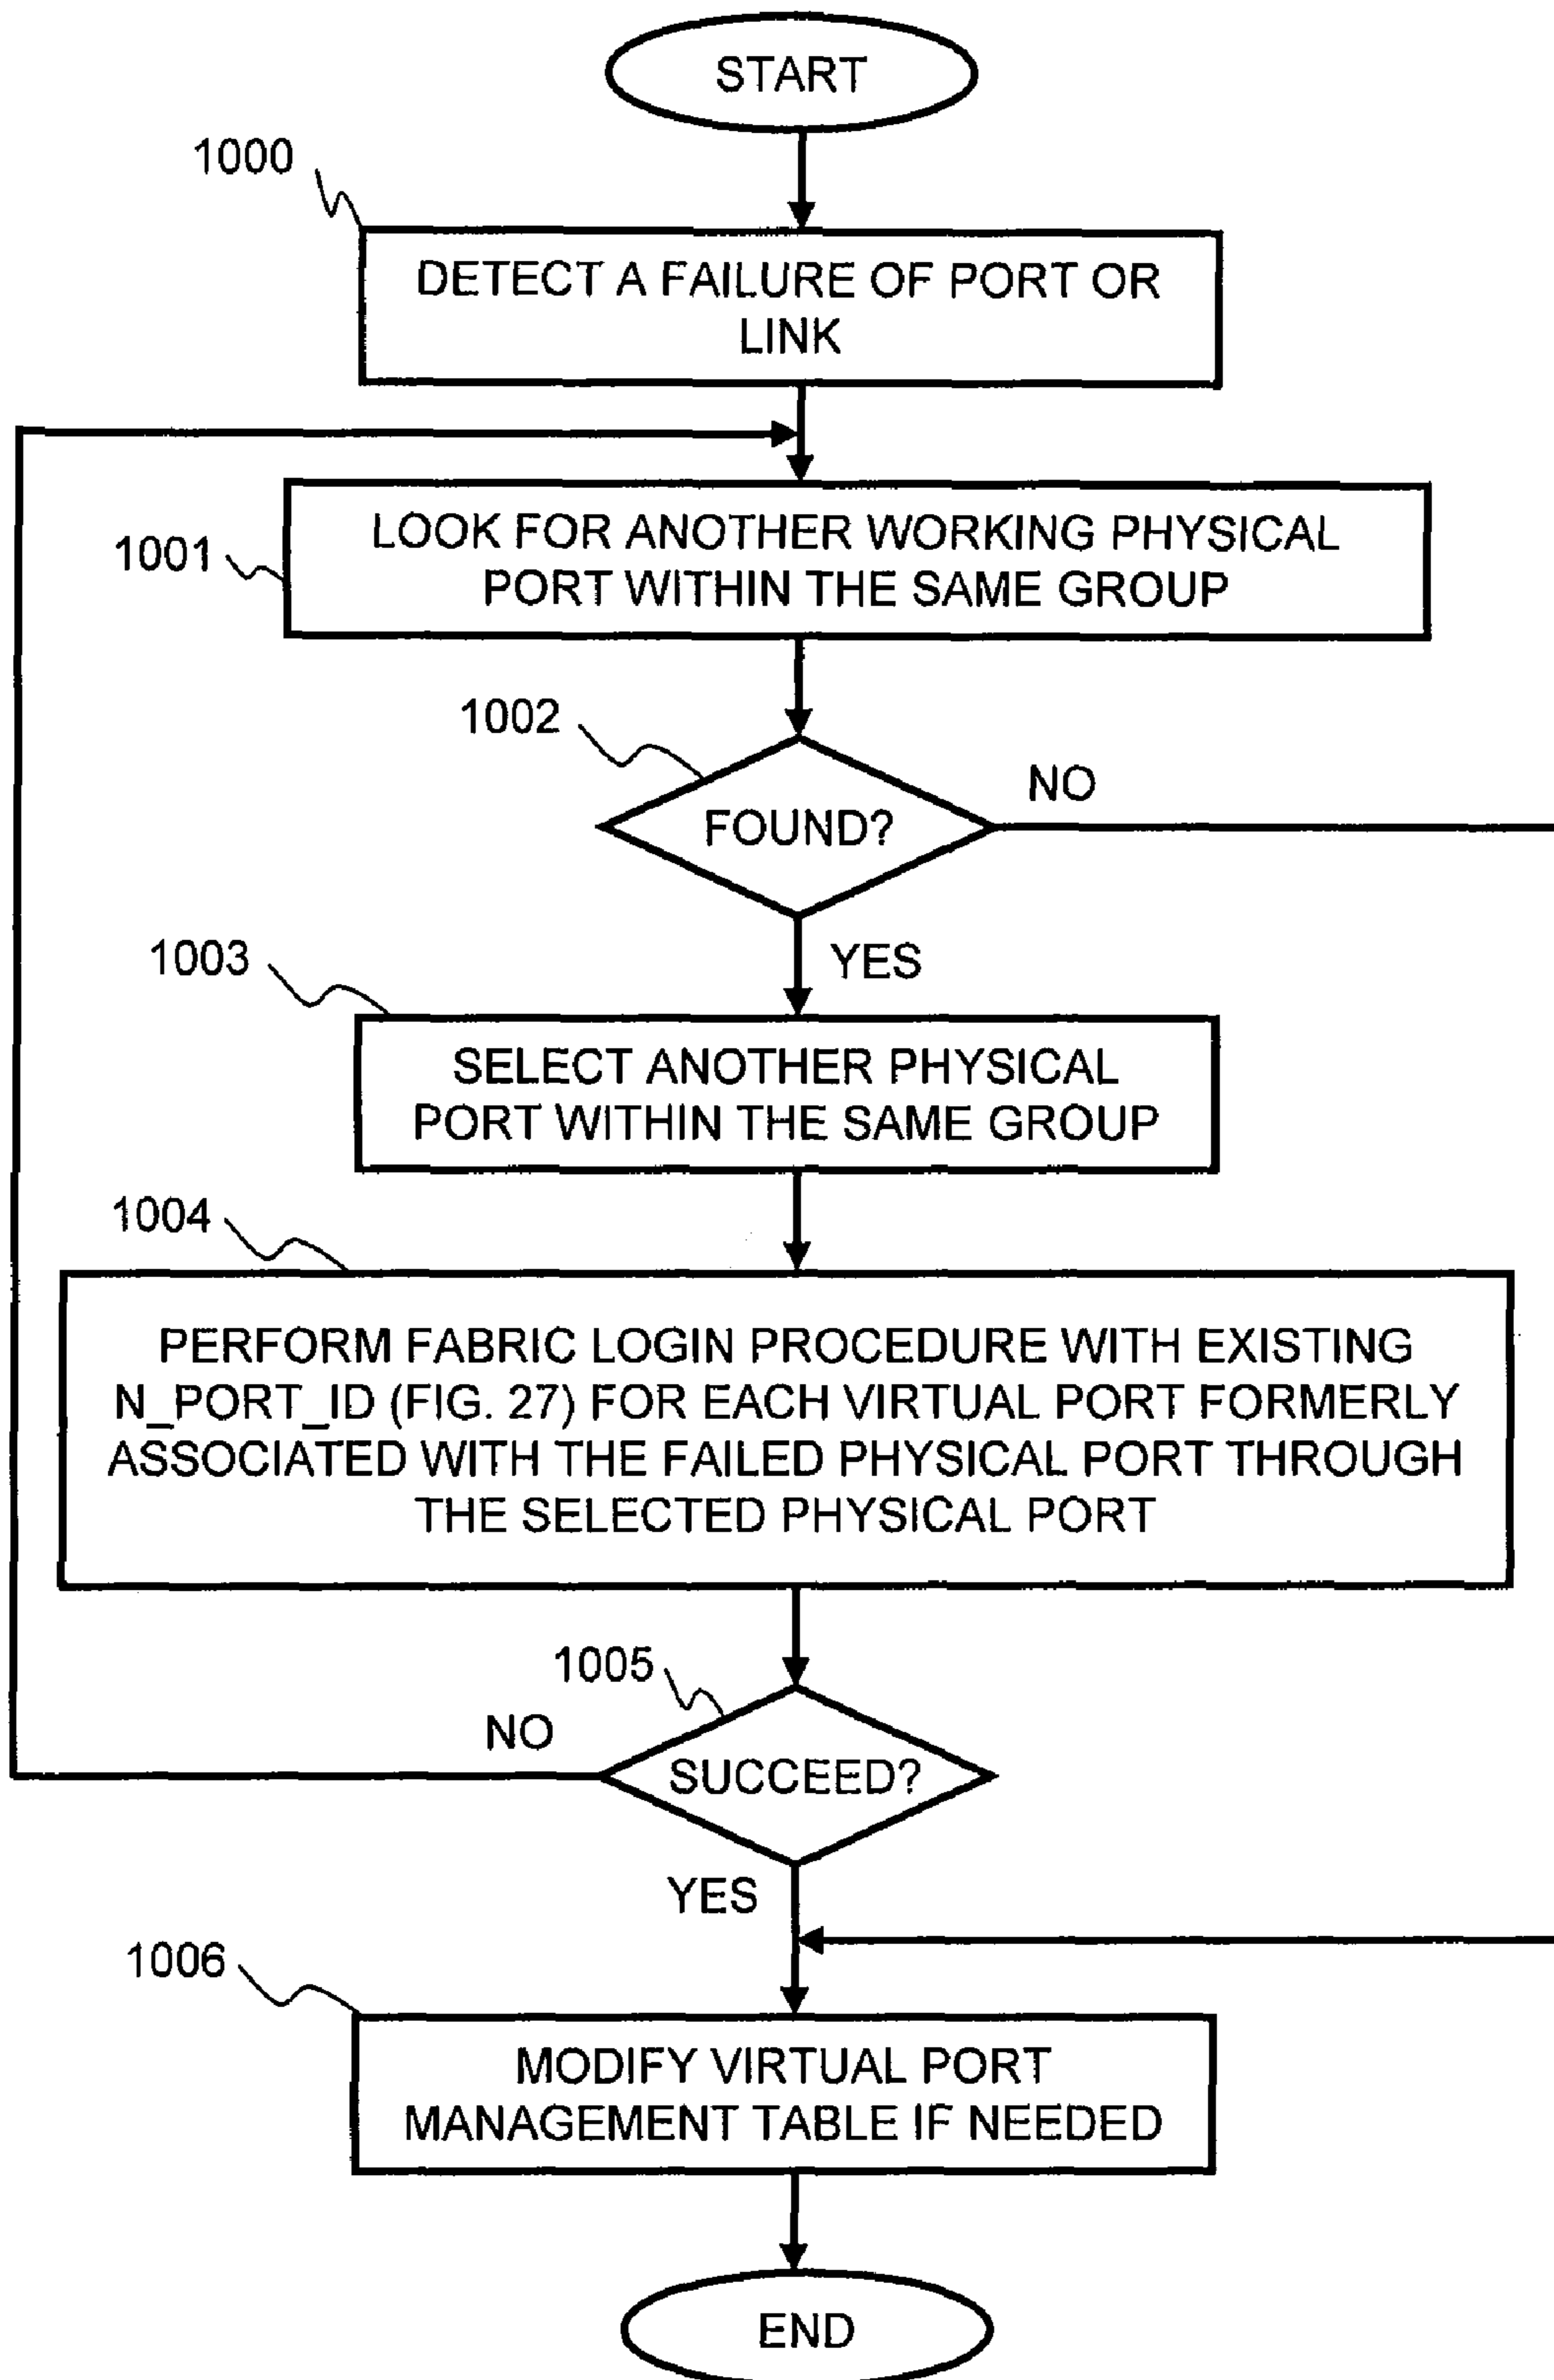 START
1000
DETECT A FAILURE OF PORT OR
LINK
1001
LOOK FOR ANOTHER WORKING PHYSICAL
PORT WITHIN THE SAME GROUP
1002
FOUND?
NO
YES
1003
SELECT ANOTHER PHYSICAL
PORT WITHIN THE SAME GROUP
1004
PERFORM FABRIC LOGIN PROCEDURE WITH EXISTING
N_PORT_ID (FIG. 27) FOR EACH VIRTUAL PORT FORMERLY
ASSOCIATED WITH THE FAILED PHYSICAL PORT THROUGH
THE SELECTED PHYSICAL PORT
1005
NO
SUCCEED?
YES
1006
MODIFY VIRTUAL PORT
MANAGEMENT TABLE IF NEEDED
END